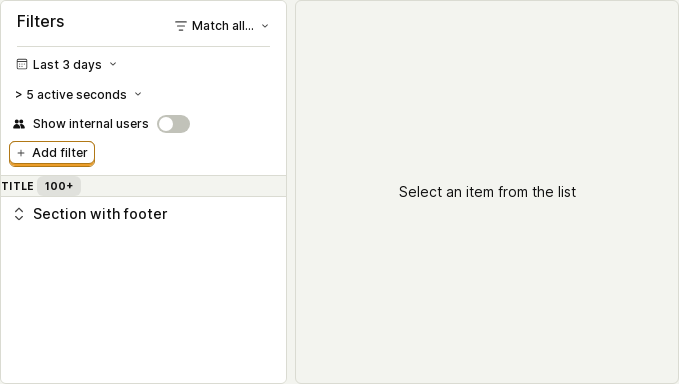 Filters
Match all...
Last 3 days
> 5 active seconds
Show internal users
Add filter
TITLE 100+
Section with footer
Select an item from the list